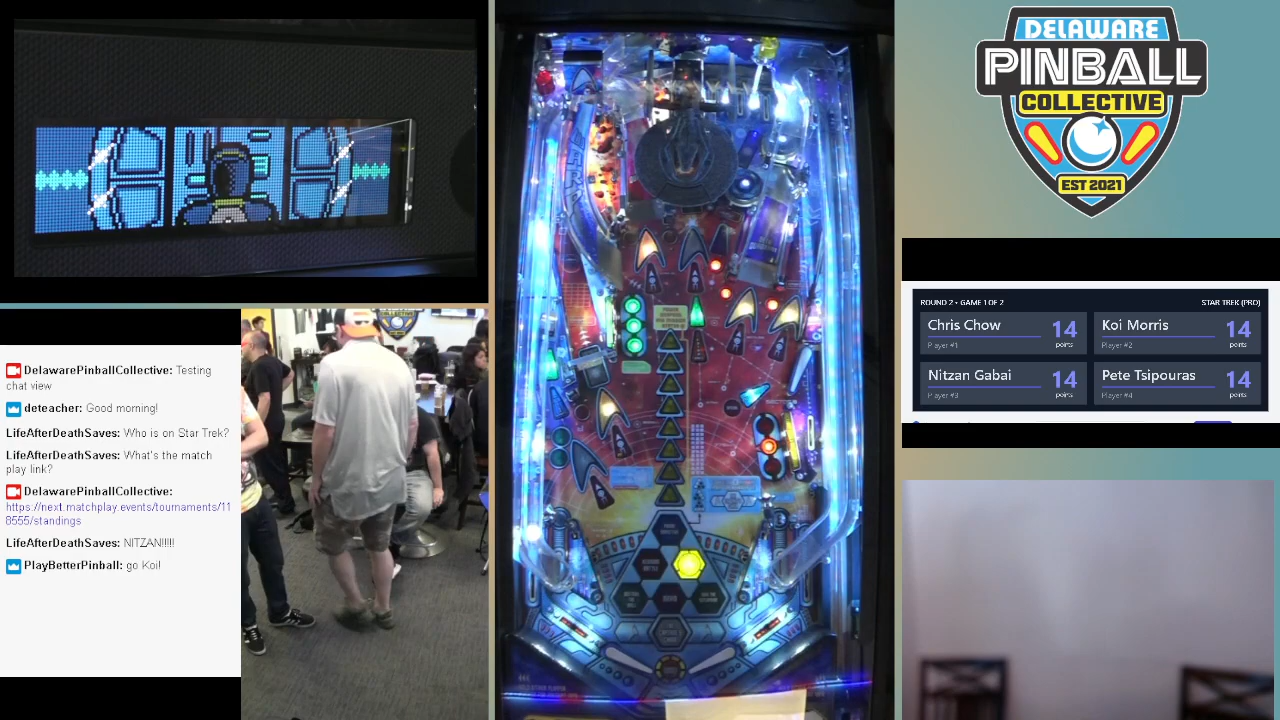 DELAWARE
PINBALL
COLLECTIVE
EST 2021
ROUND 2 • GAME 1 OF 2
STAR TREK (PRO)
Chris Chow
14
Player #1
points
Koi Morris
14
Player #2
points
Nitzan Gabai
14
Player #3
points
Pete Tsipouras
14
Player #4
points
DelawarePinballCollective: Testing
chat view
deteacher: Good morning!
LifeAfterDeathSaves: Who is on Star Trek?
LifeAfterDeathSaves: What's the match
play link?
DelawarePinballCollective:
https://next.matchplay.events/tournaments/11
8555/standings
LifeAfterDeathSaves: NITZAN!!!!!
PlayBetterPinball: go Koi!